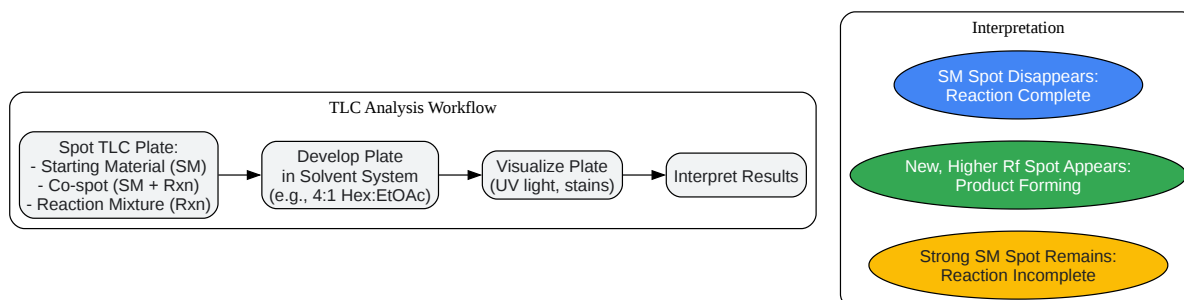 TLC Analysis Workflow
Spot TLC Plate:
- Starting Material (SM)
- Co-spot (SM + Rxn)
- Reaction Mixture (Rxn)
Develop Plate
in Solvent System
(e.g., 4:1 Hex:EtOAc)
Visualize Plate
(UV light, stains)
Interpret Results
Interpretation
SM Spot Disappears:
Reaction Complete
New, Higher Rf Spot Appears:
Product Forming
Strong SM Spot Remains:
Reaction Incomplete